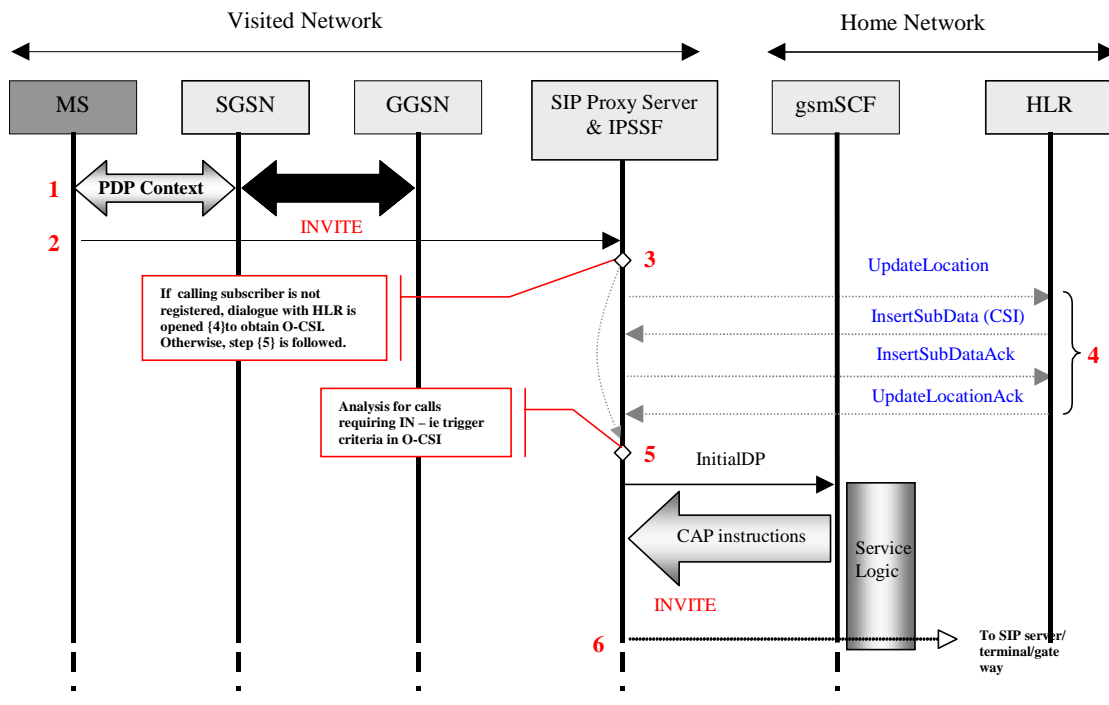 Visited Network
Home Network
MS
SGSN
GGSN
SIP Proxy Server
& IPSSF
gsmSCF
HLR
1
PDP Context
INVITE
2
3
UpdateLocation
If calling subscriber is not
registered, dialogue with HLR is
opened {4}to obtain O-CSI.
Otherwise, step {5} is followed.
InsertSubData (CSI)
InsertSubDataAck
4
UpdateLocationAck
Analysis for calls
requiring IN – ie trigger
criteria in O-CSI
5
InitialDP
CAP instructions
Service
Logic
INVITE
6
To SIP server/
terminal/gate
way